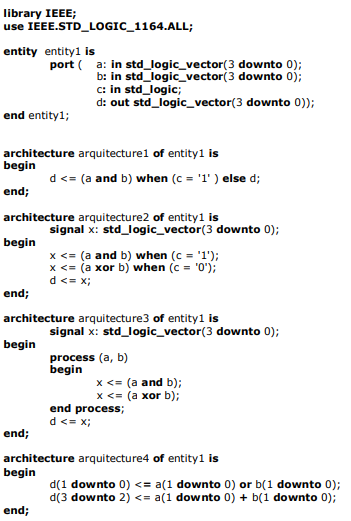 library IEEE;
use IEEE.STD_LOGIC_1164.ALL;
entity entity1 is
port ( a: in std_logic_vector(3 downto 0);
b: in std_logic_vector(3 downto 0);
c: in std_logic;
d: out std_logic_vector(3 downto 0));
end entity1;
architecture arquitecture1 of entity1 is
begin
d <= (a and b) when (c = '1' ) else d;
end;
architecture arquitecture2 of entity1 is
signal x: std_logic_vector(3 downto 0);
begin
x <= (a and b) when (c = '1');
x <= (a xor b) when (c = '0');
d <= x;
end;
architecture arquitecture3 of entity1 is
signal x: std_logic_vector(3 downto 0);
begin
process (a, b)
begin
x <= (a and b);
x <= (a xor b);
end process;
d <= x;
end;
architecture arquitecture4 of entity1 is
begin
d(1 downto 0) <= a(1 downto 0) or b(1 downto 0);
d(3 downto 2) <= a(1 downto 0) + b(1 downto 0);
end;